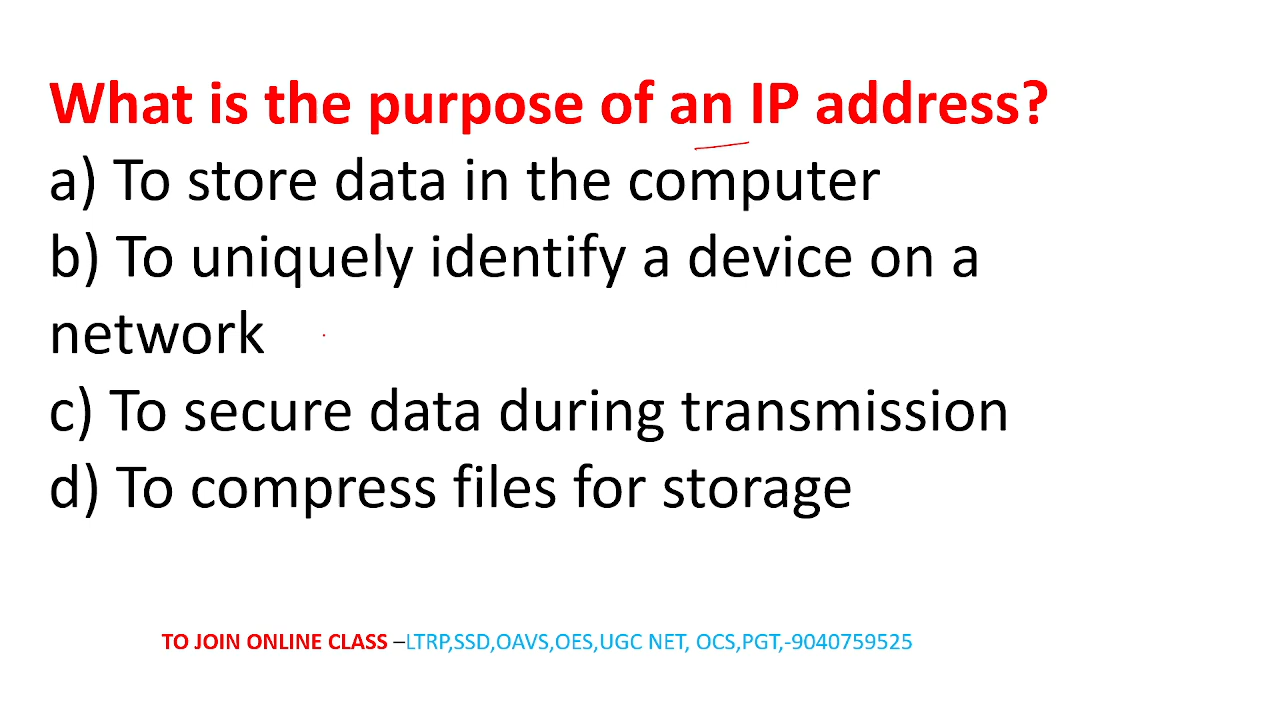 What is the purpose of an IP address?
a) To store data in the computer
b) To uniquely identify a device on a
network
c) To secure data during transmission
d) To compress files for storage
TO JOIN ONLINE CLASS –LTRP,SSD,OAVS,OES,UGC NET, OCS,PGT,-9040759525